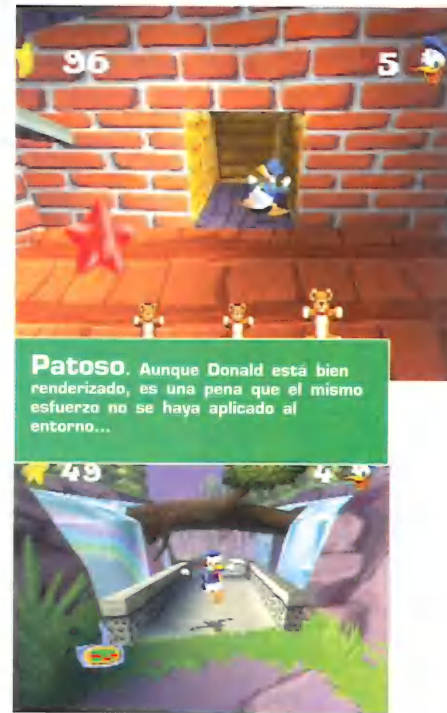 96
5
Patoso. Aunque Donald está bien
renderizado, es una pena que el mismo
esfuerzo no se haya aplicado al
entorno...
49
4